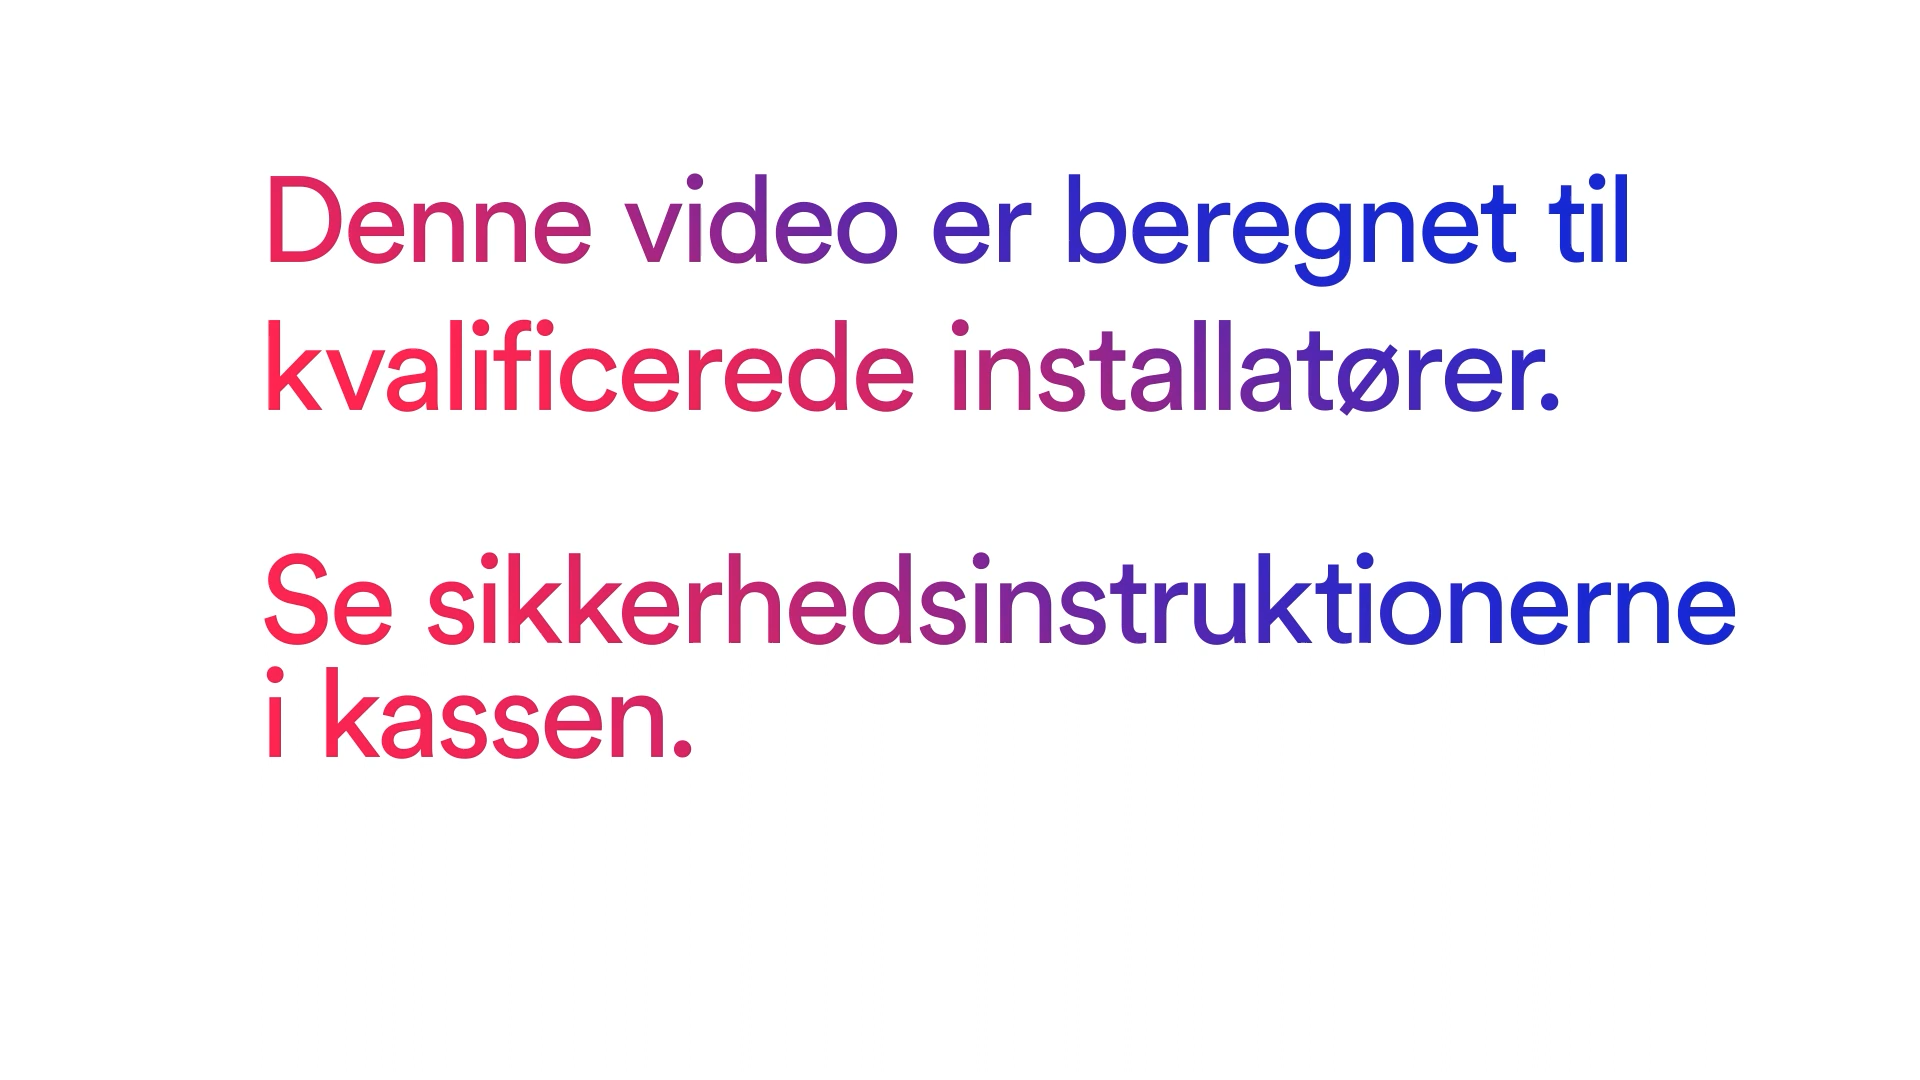 Denne video er beregnet til
kvalificerede installatører.
Se sikkerhedsinstruktionerne
i kassen.